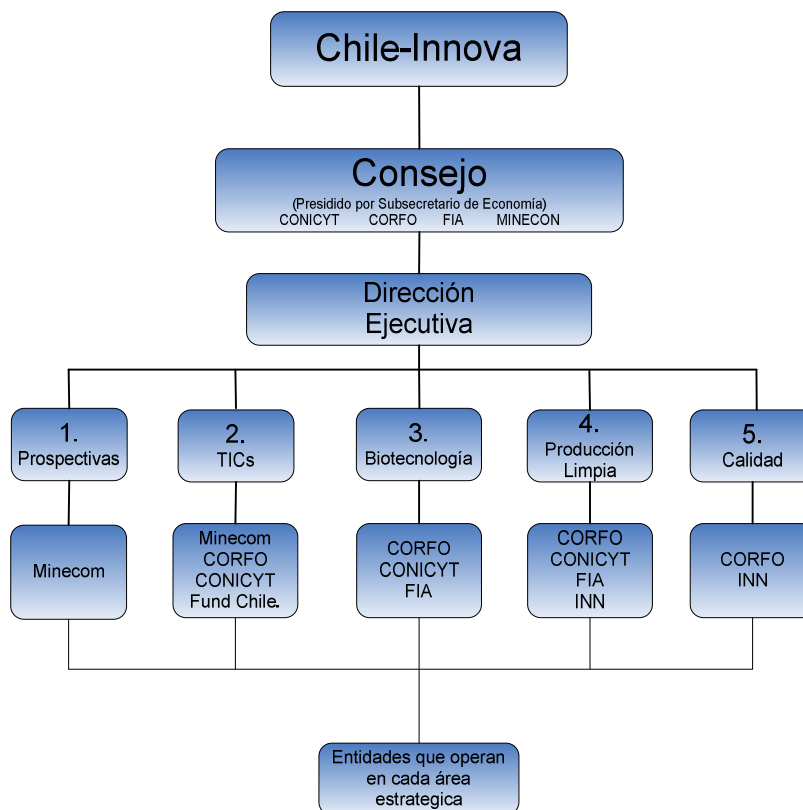 Chile-Innova
Consejo
(Presidido por Subsecretario de Economía)
CONICYT CORFO FIA MINECON
Dirección
Ejecutiva
1.
Prospectivas
2.
TICs
3.
Biotecnología
4.
Producción
Limpia
5.
Calidad
Minecom
Minecom
CORFO
CONICYT
Fund Chile.
CORFO
CONICYT
FIA
CORFO
CONICYT
FIA
INN
CORFO
INN
Entidades que operan
en cada área
estrategica